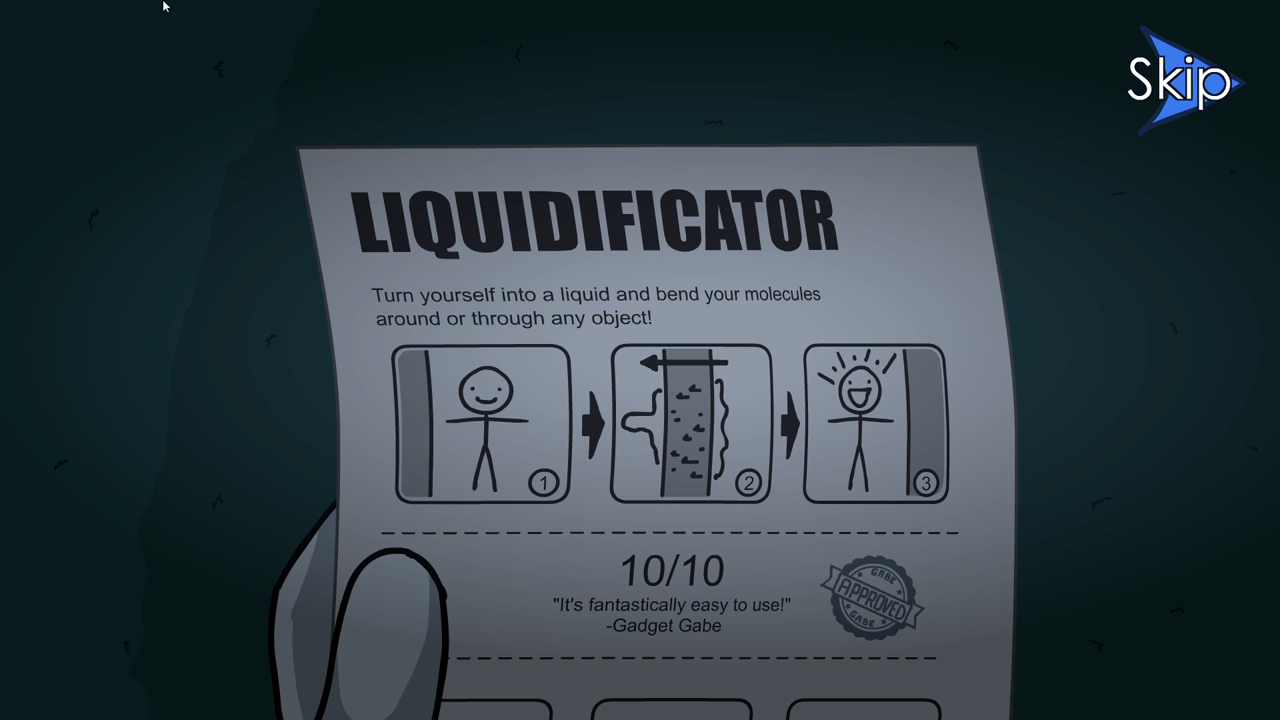 Skip
LIQUIDIFICATOR
Turn yourself into a liquid and bend your molecules
around or through any object!
1
2
3
10/10
"It's fantastically easy to use!"
-Gadget Gabe
GABE
APPROVED
GABE